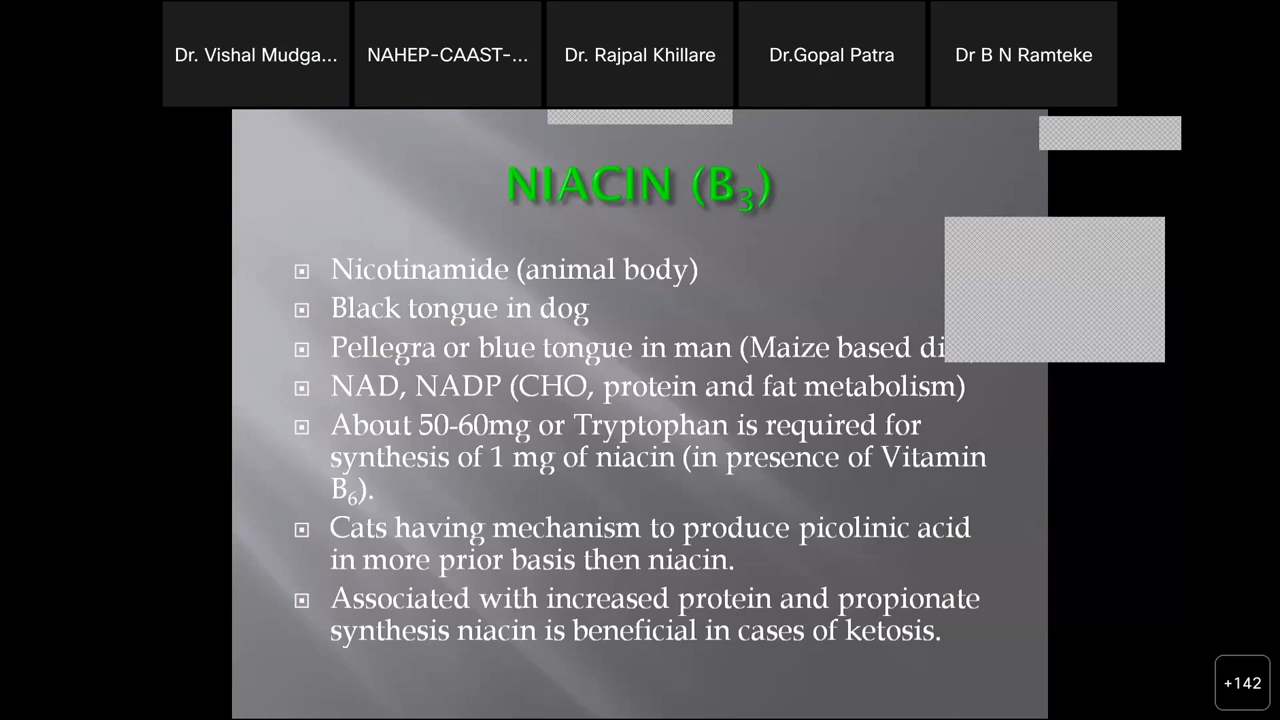 Dr. Vishal Mudga... NAHEP-CAAST-... Dr. Rajpal Khillare Dr.Gopal Patra Dr B N Ramteke
NIACIN (B₃)
Nicotinamide (animal body)
Black tongue in dog
Pellegra or blue tongue in man (Maize based
NAD, NADP (CHO, protein and fat metabolism)
About 50-60mg or Tryptophan is required for
synthesis of 1 mg of niacin (in presence of Vitamin
B₆).
Cats having mechanism to produce picolinic acid
in more prior basis then niacin.
Associated with increased protein and propionate
synthesis niacin is beneficial in cases of ketosis.
+142